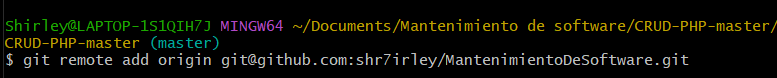 Shirley@LAPTOP-1S1QIH7J MINGW64 ~/Documents/Mantenimiento de software/CRUD-PHP-master/
CRUD-PHP-master (master)
$ git remote add origin git@github.com:shr7irley/MantenimientoDeSoftware.git